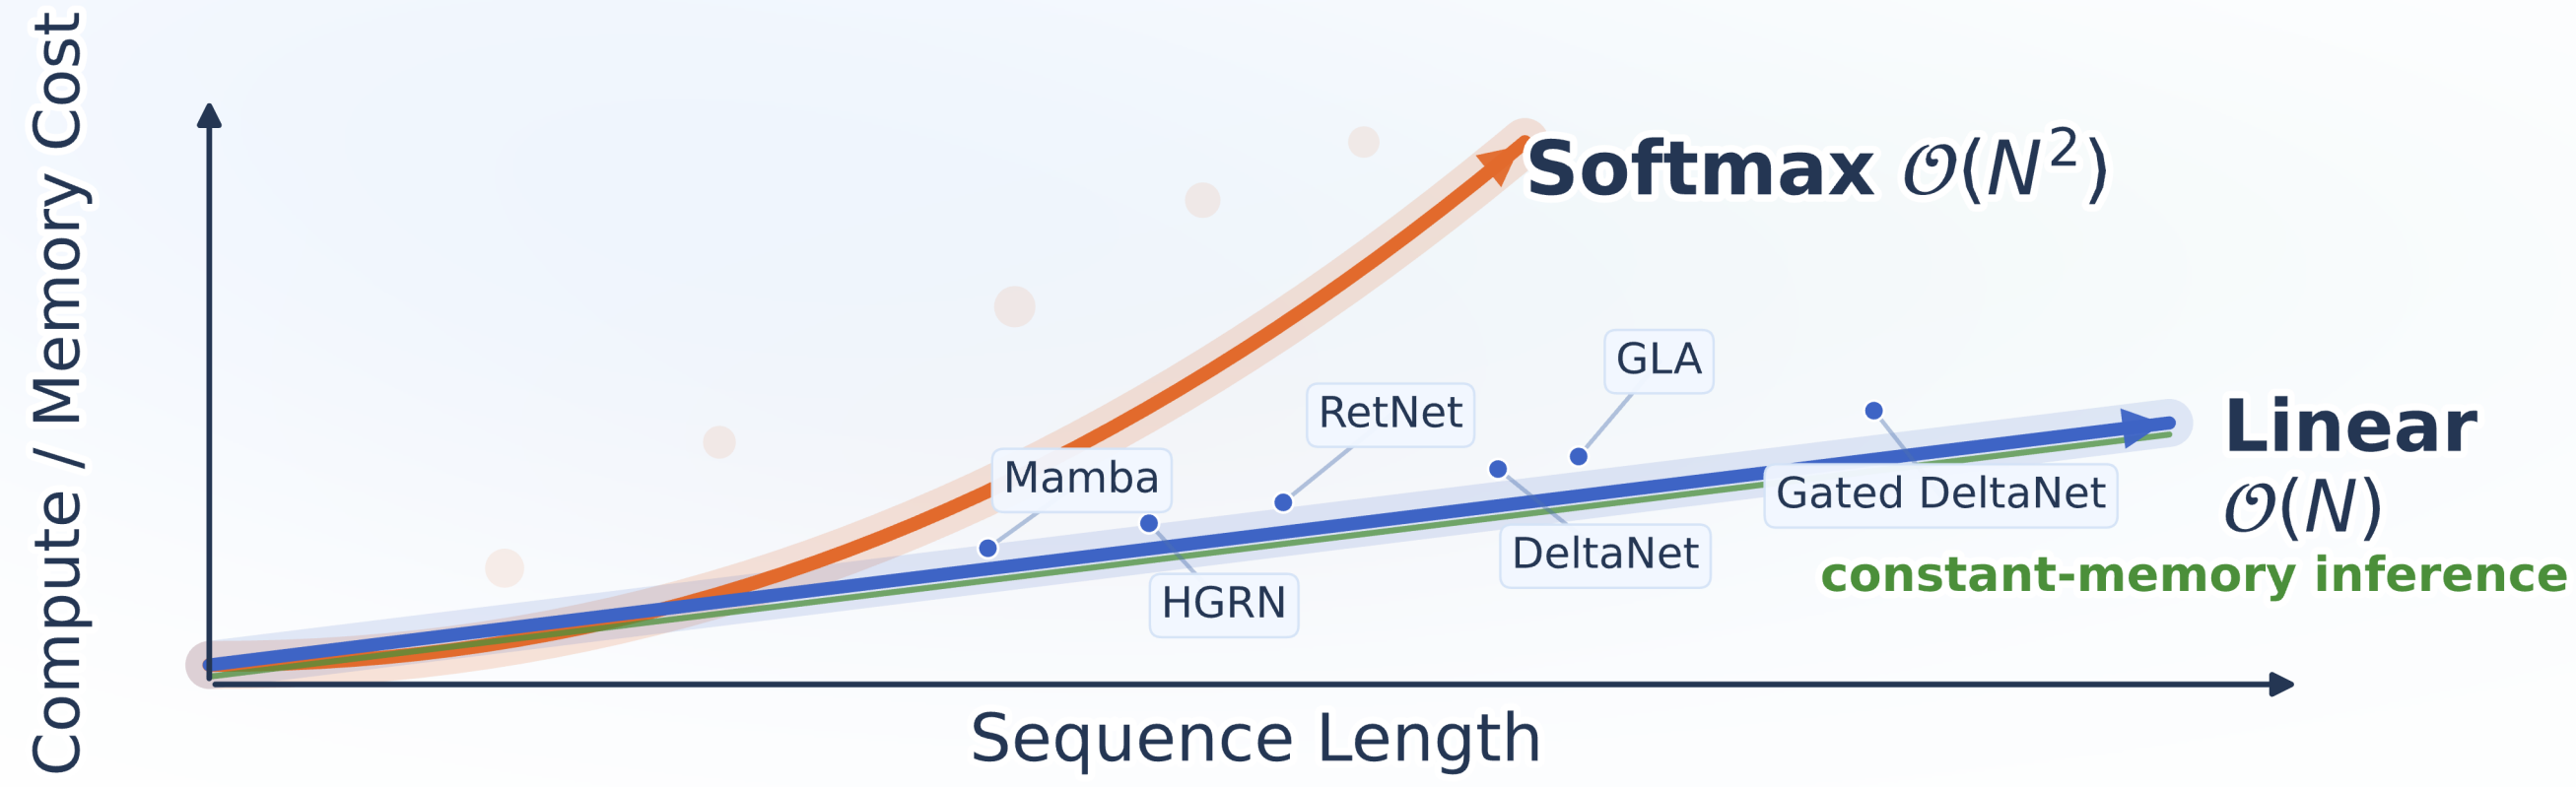 Compute / Memory Cost
Softmax 𝒪(N²)
GLA
RetNet
Mamba
Linear
𝒪(N)
Gated DeltaNet
DeltaNet
HGRN
constant-memory inference
Sequence Length